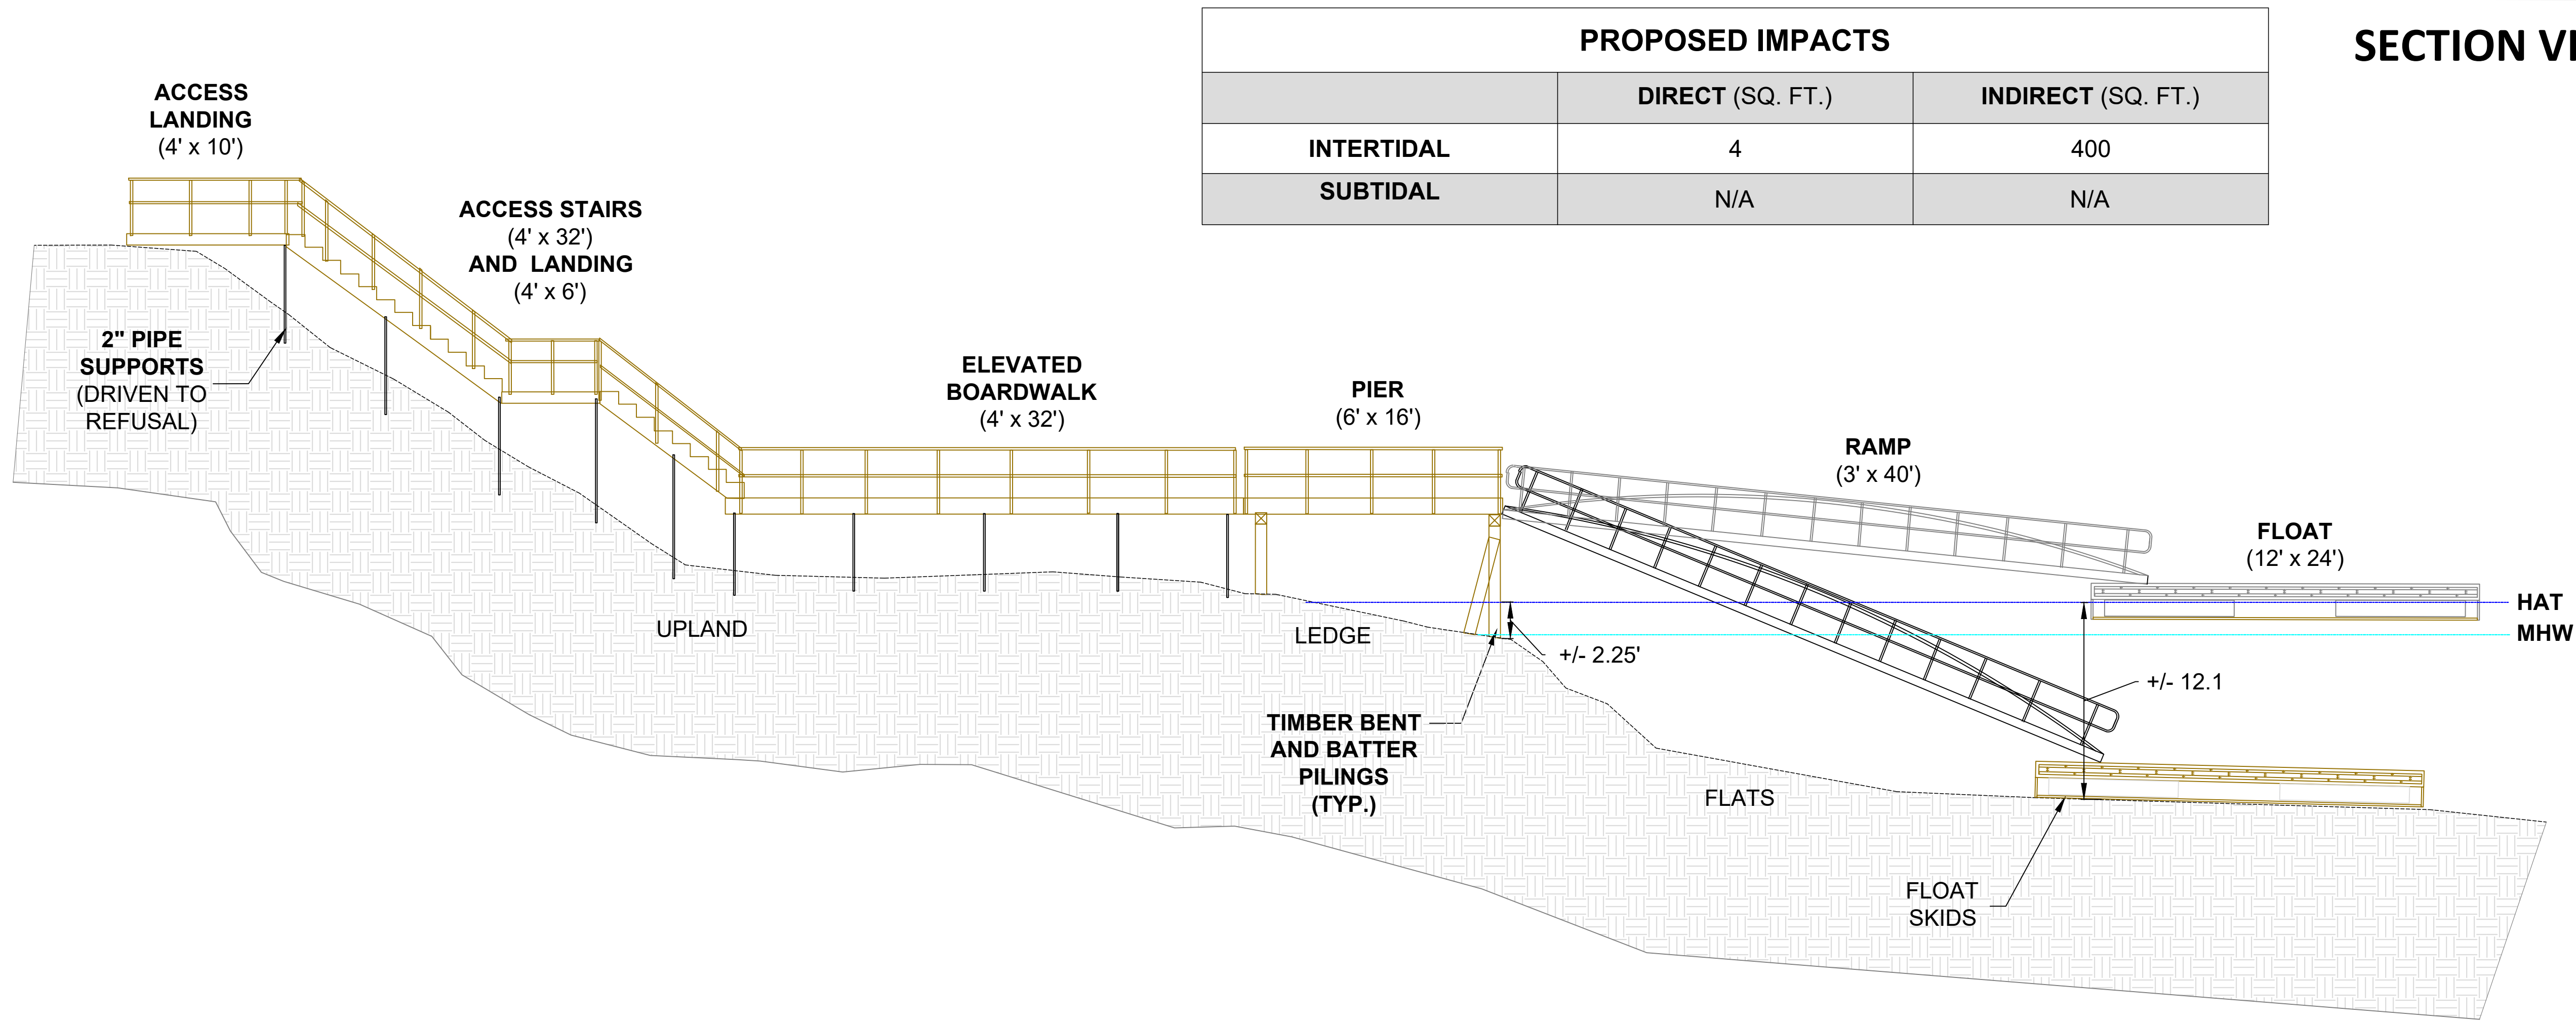 PROPOSED IMPACTS
DIRECT (SQ. FT.) INDIRECT (SQ. FT.)
INTERTIDAL 4 400
SUBTIDAL N/A N/A
SECTION
ACCESS
LANDING
(4' x 10')
ACCESS STAIRS
(4' x 32')
AND LANDING
(4' x 6')
2" PIPE
SUPPORTS
(DRIVEN TO
REFUSAL)
ELEVATED
BOARDWALK
(4' x 32')
PIER
(6' x 16')
RAMP
(3' x 40')
FLOAT
(12' x 24')
HAT
MHW
UPLAND
LEDGE
+/- 2.25'
+/- 12.1
TIMBER BENT
AND BATTER
PILINGS
(TYP.)
FLATS
FLOAT
SKIDS